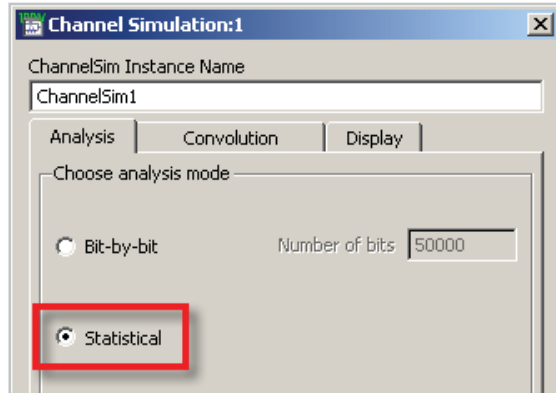 Channel Simulation:1
ChannelSim Instance Name
ChannelSim1
Analysis Convolution Display
Choose analysis mode
Bit-by-bit Number of bits 50000
Statistical